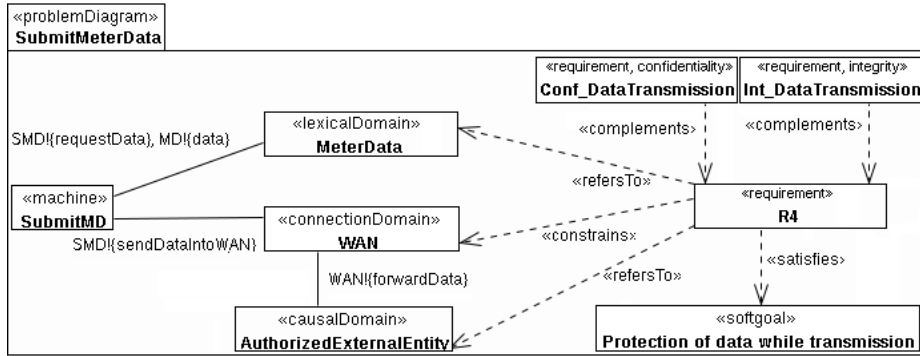 «problemDiagram»
SubmitMeterData
«requirement, confidentiality»
Conf_DataTransmission
«requirement, integrity»
Int_DataTransmission
«complements»
«complements»
SMD!{requestData}, MD!{data}
«lexicalDomain»
MeterData
«refersTo»
«machine»
SubmitMD
«requirement»
R4
«connectionDomain»
WAN
«constrains»
SMD!{sendDataIntoWAN}
WAN!{forwardData}
«refersTo»
«satisfies»
«causalDomain»
AuthorizedExternalEntity
«softgoal»
Protection of data while transmission